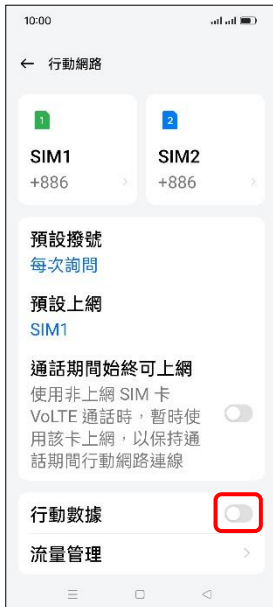 10:00
← 行動網路
1
2
SIM1
SIM2
+886
+886
預設撥號
每次詢問
預設上網
SIM1
通話期間始終可上網
使用非上網 SIM 卡
VoLTE 通話時，暫時使
用該卡上網，以保持通
話期間行動網路連線
行動數據
流量管理